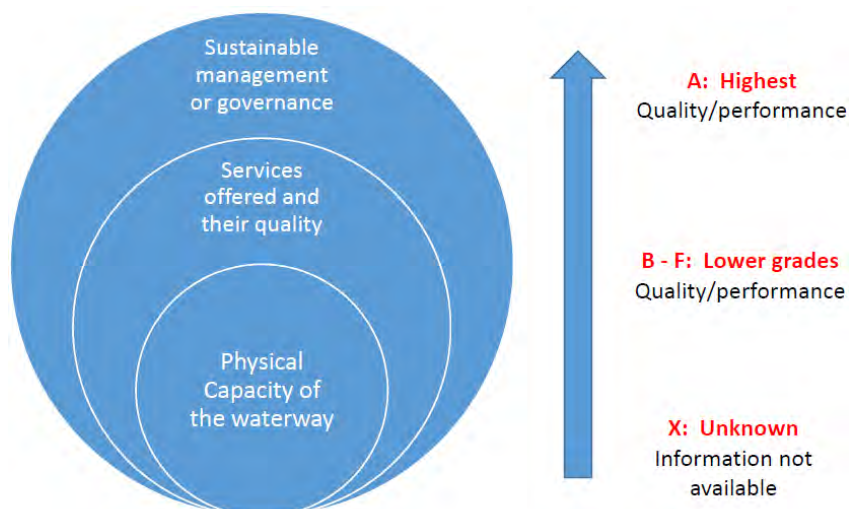 Sustainable
management
or governance
Services
offered and
their quality
Physical
Capacity of
the waterway
A: Highest
Quality/performance
B - F: Lower grades
Quality/performance
X: Unknown
Information not
available